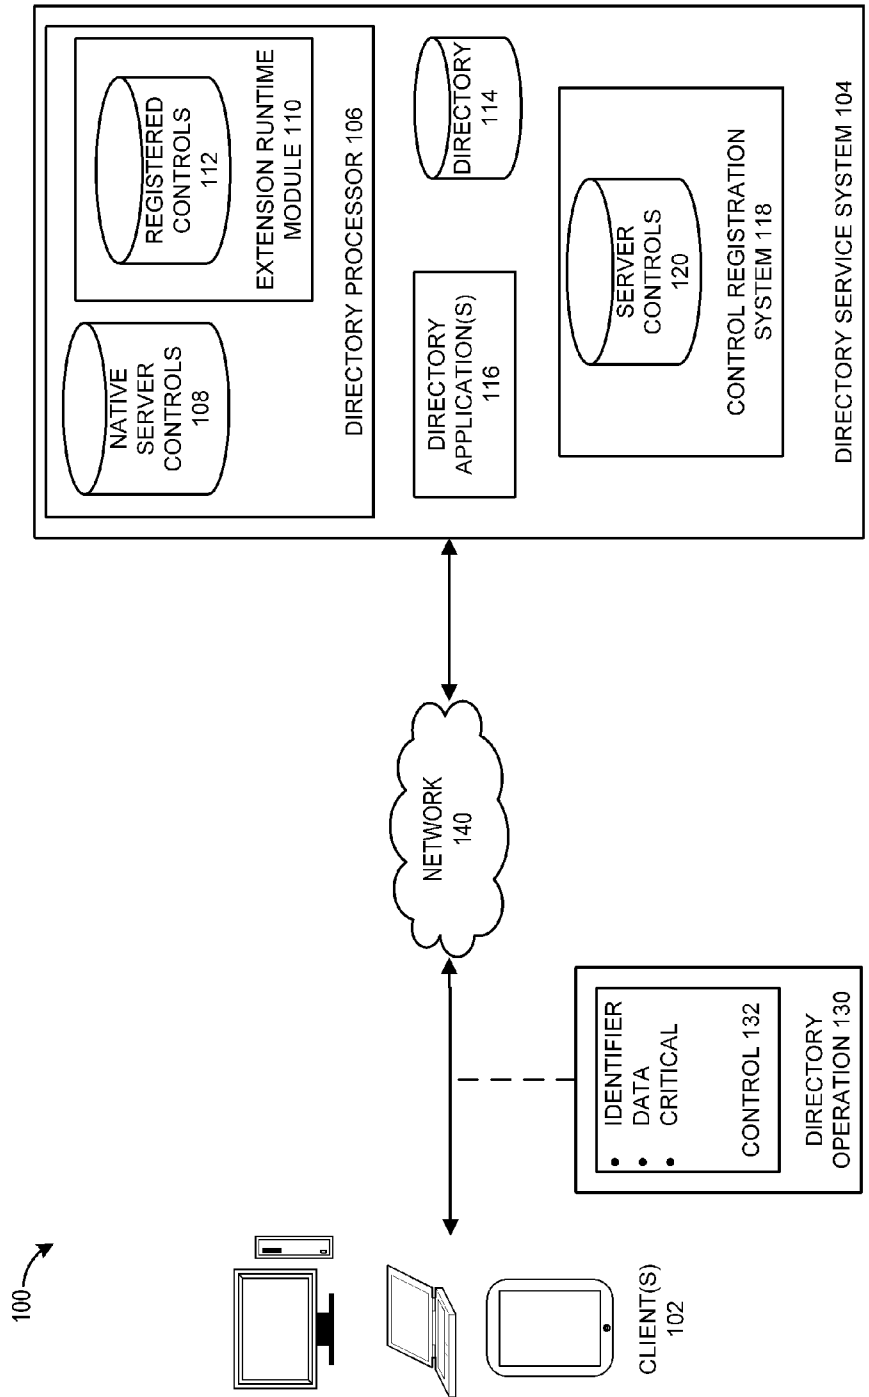 100
CLIENT(S)
102
• IDENTIFIER
• DATA
• CRITICAL
CONTROL 132
DIRECTORY
OPERATION 130
NETWORK
140
NATIVE
SERVER
CONTROLS
108
REGISTERED
CONTROLS
112
EXTENSION RUNTIME
MODULE 110
DIRECTORY PROCESSOR 106
DIRECTORY
APPLICATION(S)
116
DIRECTORY
114
SERVER
CONTROLS
120
CONTROL REGISTRATION
SYSTEM 118
DIRECTORY SERVICE SYSTEM 104